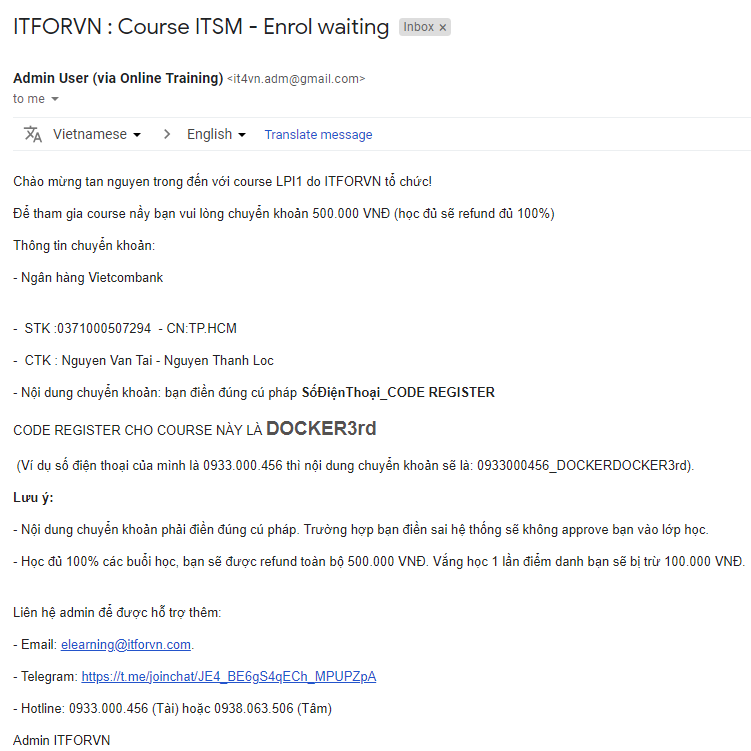 ITFORVN : Course ITSM - Enrol waiting Inbox ×
Admin User (via Online Training) <it4vn.adm@gmail.com>
to me
Vietnamese > English Translate message
Chào mừng tan nguyen trong đến với course LPI1 do ITFORVN tổ chức!
Để tham gia course nầy bạn vui lòng chuyển khoản 500.000 VNĐ (học đủ sẽ refund đủ 100%)
Thông tin chuyển khoản:
- Ngân hàng Vietcombank
- STK :0371000507294 - CN:TP.HCM
- CTK : Nguyen Van Tai - Nguyen Thanh Loc
- Nội dung chuyển khoản: bạn điền đúng cú pháp SốĐiệnThoại_CODE REGISTER
CODE REGISTER CHO COURSE NÀY LÀ DOCKER3rd
(Ví dụ số điện thoại của mình là 0933.000.456 thì nội dung chuyển khoản sẽ là: 0933000456_DOCKERDOCKER3rd).
Lưu ý:
- Nội dung chuyển khoản phải điền đúng cú pháp. Trường hợp bạn điền sai hệ thống sẽ không approve bạn vào lớp học.
- Học đủ 100% các buổi học, bạn sẽ được refund toàn bộ 500.000 VNĐ. Vắng học 1 lần điểm danh bạn sẽ bị trừ 100.000 VNĐ.
Liên hệ admin để được hỗ trợ thêm:
- Email: elearning@itforvn.com.
- Telegram: https://t.me/joinchat/JE4_BE6gS4qECh_MPUPZpA
- Hotline: 0933.000.456 (Tài) hoặc 0938.063.506 (Tâm)
Admin ITFORVN